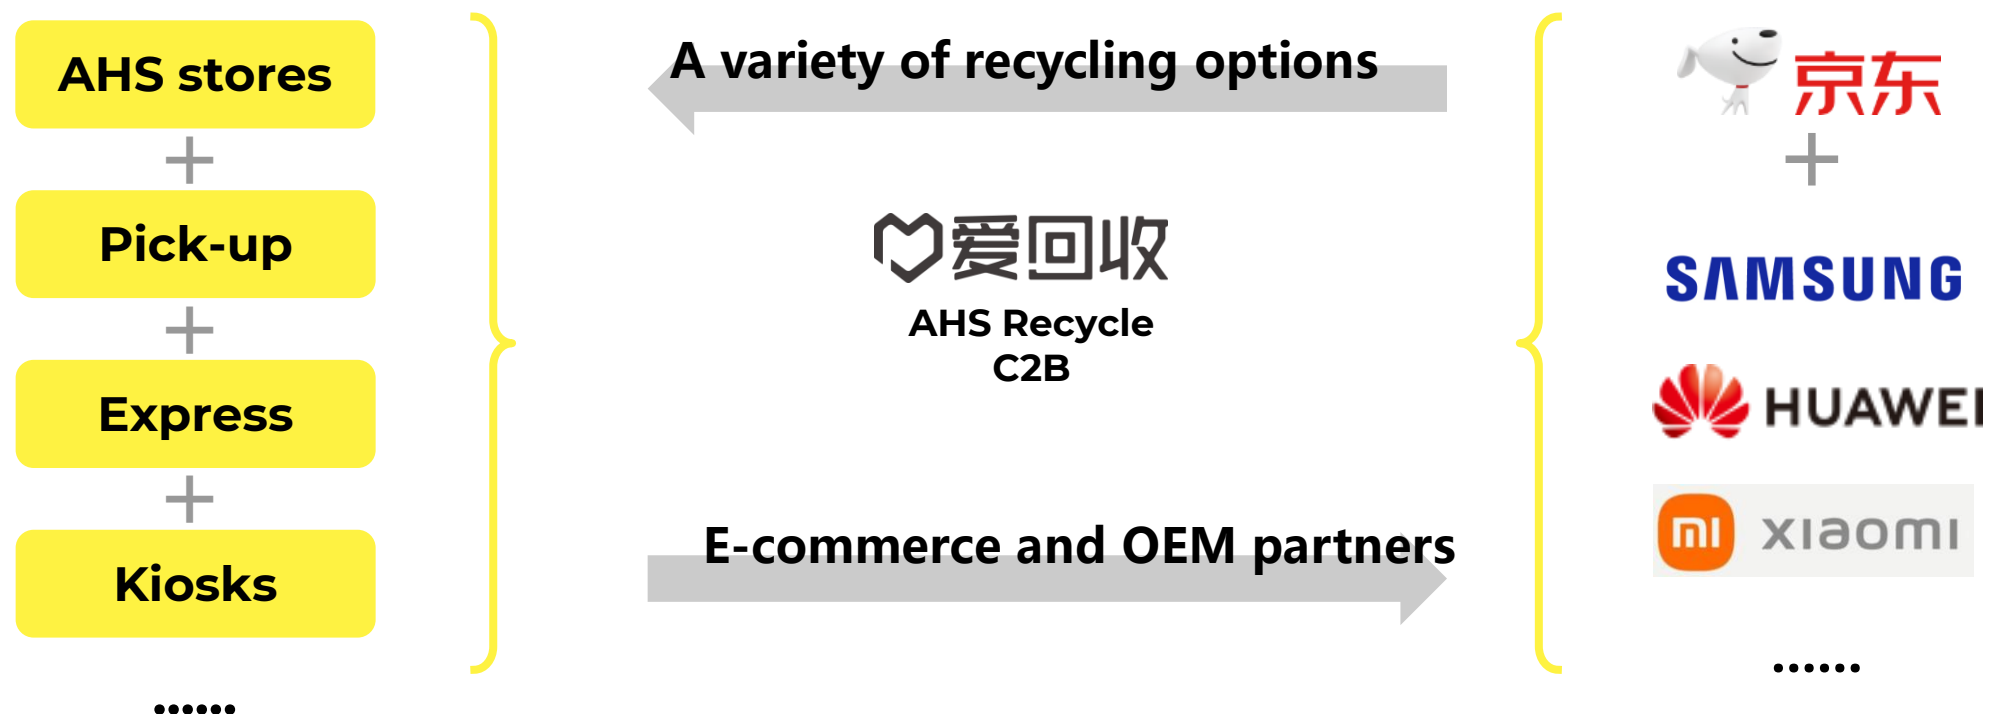 AHS stores
+
Pick-up
+
Express
+
Kiosks
......
A variety of recycling options
爱回收
AHS Recycle
C2B
E-commerce and OEM partners
京东
+
SAMSUNG
HUAWEI
mi xiaomi
......